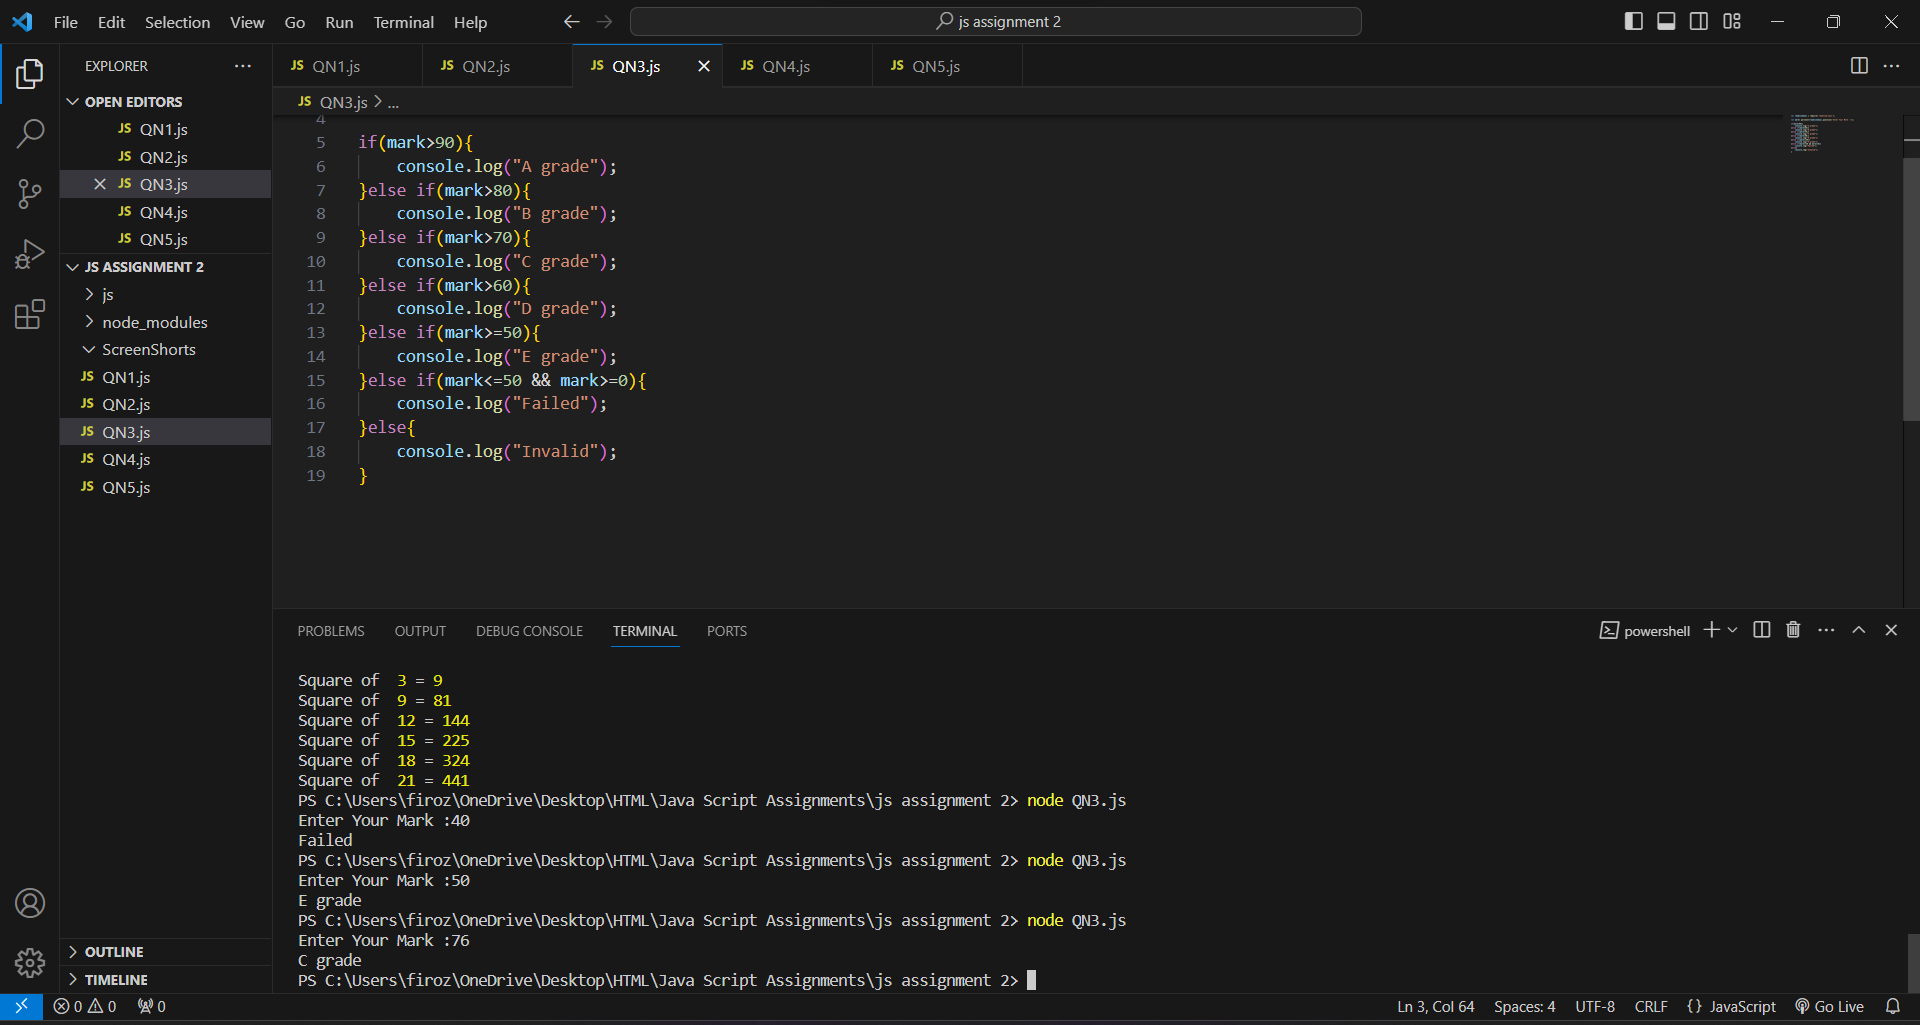 File Edit Selection View Go Run Terminal Help
js assignment 2
EXPLORER
OPEN EDITORS
JS QN1.js
JS QN2.js
JS QN3.js
JS QN4.js
JS QN5.js
JS ASSIGNMENT 2
js
node_modules
ScreenShorts
JS QN1.js
JS QN2.js
JS QN3.js
JS QN4.js
JS QN5.js
OUTLINE
TIMELINE
JS QN1.js JS QN2.js JS QN3.js JS QN4.js JS QN5.js
JS QN3.js > ...
4
5 if(mark>90){
6     console.log("A grade");
7 }else if(mark>80){
8     console.log("B grade");
9 }else if(mark>70){
10     console.log("C grade");
11 }else if(mark>60){
12     console.log("D grade");
13 }else if(mark>=50){
14     console.log("E grade");
15 }else if(mark<=50 && mark>=0){
16     console.log("Failed");
17 }else{
18     console.log("Invalid");
19 }
PROBLEMS OUTPUT DEBUG CONSOLE TERMINAL PORTS
powershell
Square of  3 = 9
Square of  9 = 81
Square of  12 = 144
Square of  15 = 225
Square of  18 = 324
Square of  21 = 441
PS C:\Users\firoz\OneDrive\Desktop\HTML\Java Script Assignments\js assignment 2> node QN3.js
Enter Your Mark :40
Failed
PS C:\Users\firoz\OneDrive\Desktop\HTML\Java Script Assignments\js assignment 2> node QN3.js
Enter Your Mark :50
E grade
PS C:\Users\firoz\OneDrive\Desktop\HTML\Java Script Assignments\js assignment 2> node QN3.js
Enter Your Mark :76
C grade
PS C:\Users\firoz\OneDrive\Desktop\HTML\Java Script Assignments\js assignment 2>
0 0 0 Ln 3, Col 64 Spaces: 4 UTF-8 CRLF {} JavaScript Go Live